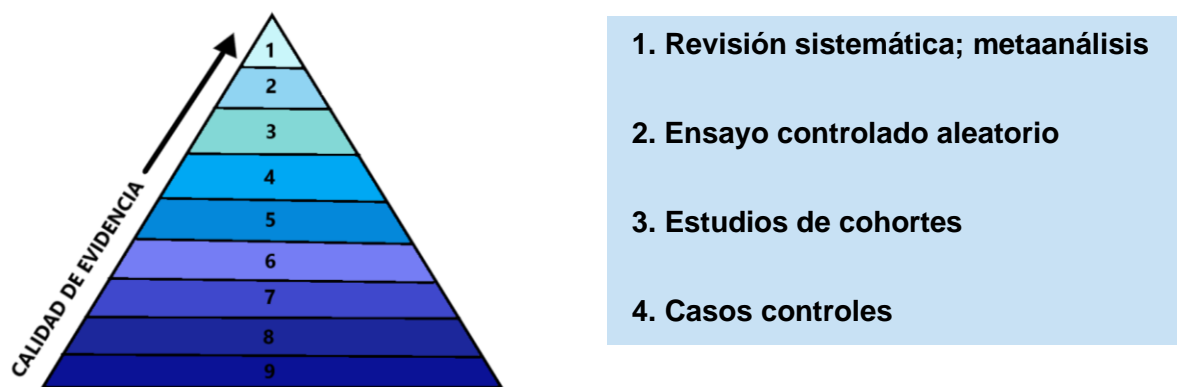 1
2
3
4
5
6
7
8
9
CALIDAD DE EVIDENCIA
1. Revisión sistemática; metaanálisis
2. Ensayo controlado aleatorio
3. Estudios de cohortes
4. Casos controles